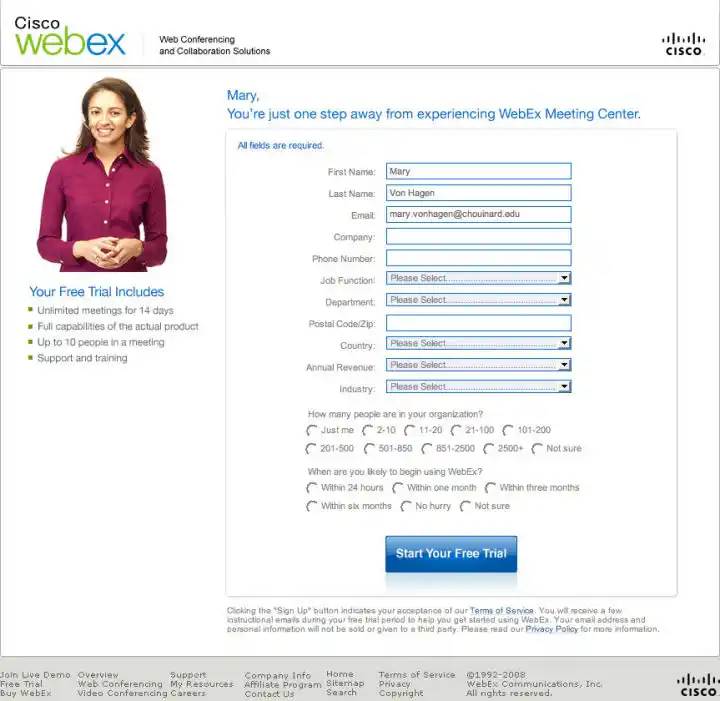 Cisco
webex
Web Conferencing
and Collaboration Solutions
CISCO
Mary,
You're just one step away from experiencing WebEx Meeting Center.
All fields are required.
First Name: Mary
Last Name: Von Hagen
Email: mary.vonhagen@chouinard.edu
Company:
Phone Number:
Job Function: Please Select
Department: Please Select
Postal Code/Zip:
Country: Please Select
Annual Revenue: Please Select
Industry: Please Select
Your Free Trial Includes
Unlimited meetings for 14 days
Full capabilities of the actual product
Up to 10 people in a meeting
Support and training
How many people are in your organization?
Just me 2-10 11-20 21-100 101-200
201-500 501-850 851-2500 2500+ Not sure
When are you likely to begin using WebEx?
Within 24 hours Within one month Within three months
Within six months No hurry Not sure
Start Your Free Trial
Clicking the "Sign Up" button indicates your acceptance of our Terms of Service. You will receive a few
instructional emails during your free trial period to help you get started using WebEx. Your email address and
personal information will not be sold or given to a third party. Please read our Privacy Policy for more information.
Join Live Demo Overview Support Company Info Home Terms of Service ©1992-2008
Free Trial Web Conferencing My Resources Affiliate Program Sitemap Privacy WebEx Communications, Inc.
Buy WebEx Video Conferencing Careers Contact Us Search Copyright All rights reserved.
CISCO